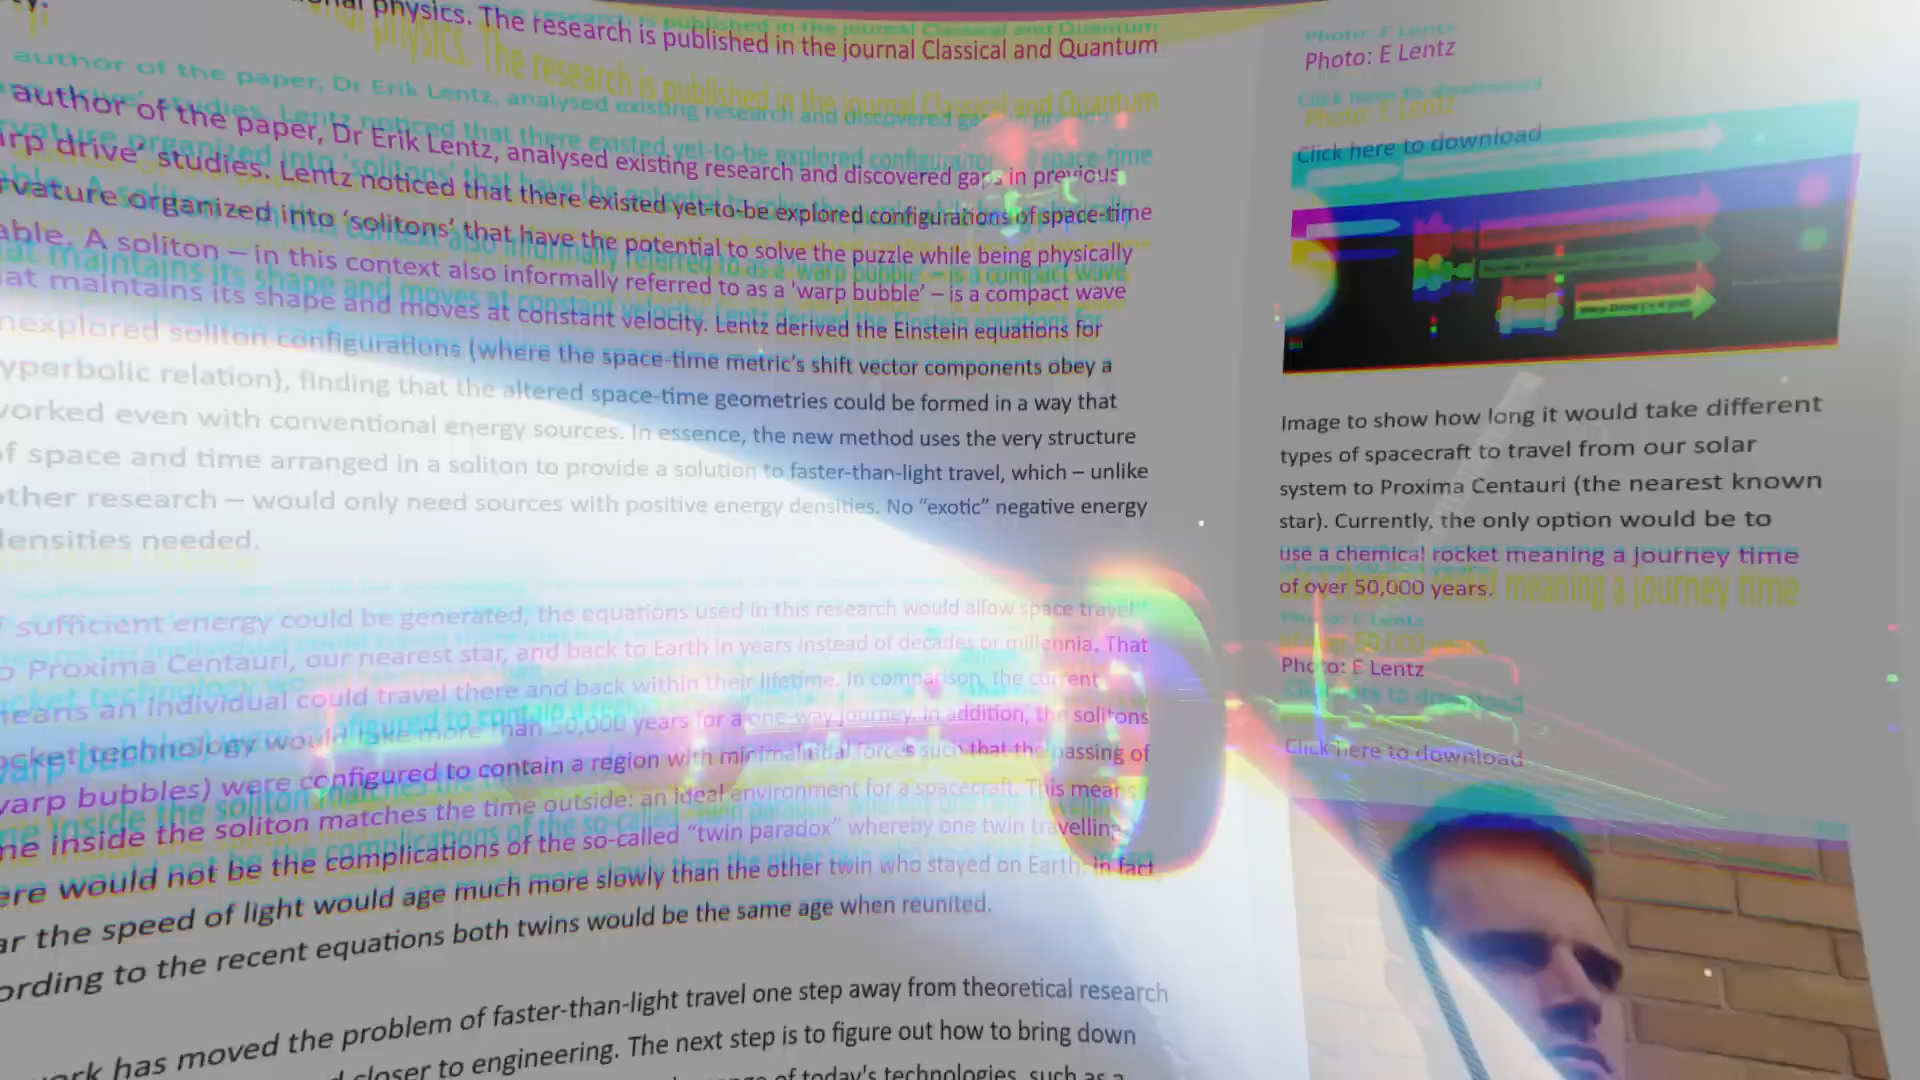 physics. The research is published in the journal Classical and Quantum
author of the paper, Dr Erik Lentz, analysed existing research and discovered gaps in previous
drive’ studies. Lentz noticed that there existed yet-to-be explored configurations of space-time
organized into ‘solitons’ that have the potential to solve the puzzle while being physically
A soliton – in this context also informally referred to as a ‘warp bubble’ – is a compact wave
maintains its shape and moves at constant velocity. Lentz derived the Einstein equations for
soliton configurations (where the space-time metric’s shift vector components obey a
relation), finding that the altered space-time geometries could be formed in a way that
even with conventional energy sources. In essence, the new method uses the very structure
of space and time arranged in a soliton to provide a solution to faster-than-light travel, which – unlike
other research – would only need sources with positive energy densities. No “exotic” negative energy
needed.
sufficient energy could be generated, the equations used in this research would allow space travel
Proxima Centauri, our nearest star, and back to Earth in years instead of decades or millennia. That
means an individual could travel there and back within their lifetime. In comparison, the current
technology would take more than 50,000 years for a one-way journey. In addition, the solitons
bubbles) were configured to contain a region with minimal tidal forces such that the passing of
inside the soliton matches the time outside: an ideal environment for a spacecraft. This means
would not be the complications of the so-called “twin paradox” whereby one twin travelling
the speed of light would age much more slowly than the other twin who stayed on Earth: in fact
to the recent equations both twins would be the same age when reunited.
has moved the problem of faster-than-light travel one step away from theoretical research
closer to engineering. The next step is to figure out how to bring down
of today's technologies, such as a
Photo: E Lentz
Click here to download
Image to show how long it would take different
types of spacecraft to travel from our solar
system to Proxima Centauri (the nearest known
star). Currently, the only option would be to
use a chemical rocket meaning a journey time
of over 50,000 years.
Photo: E Lentz
Click here to download